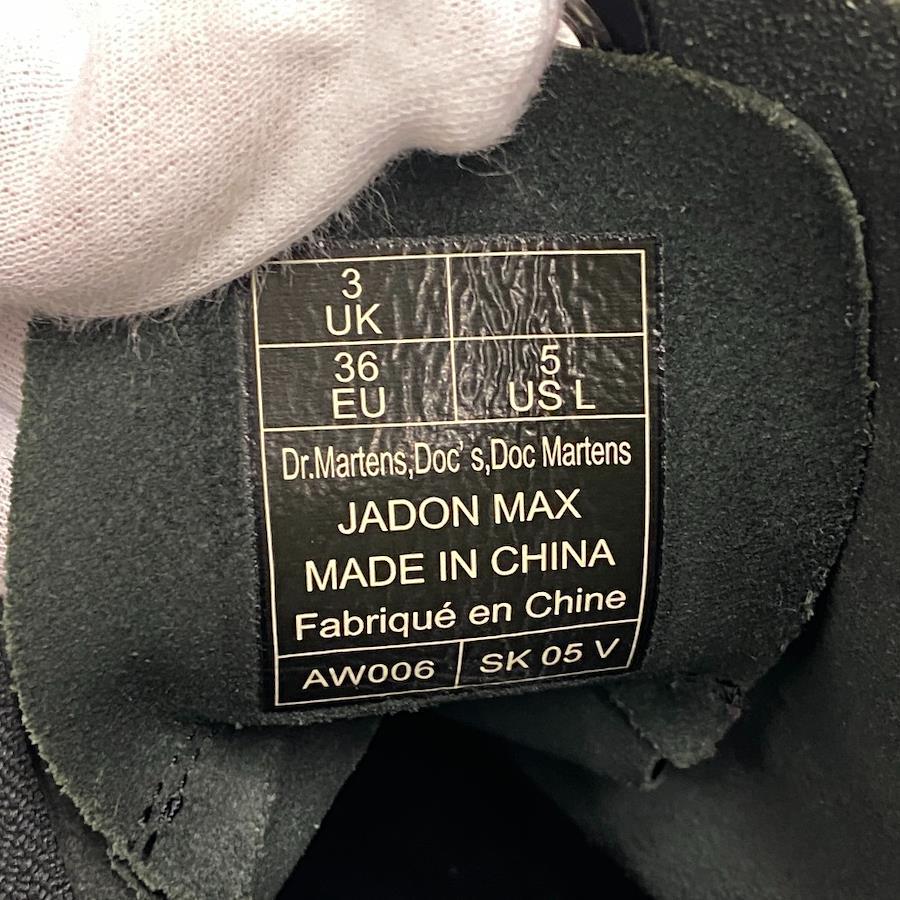 3
UK
36
EU
5
US L
Dr.Martens,Doc's,Doc Martens
JADON MAX
MADE IN CHINA
Fabriqué en Chine
AW006
SK 05 V